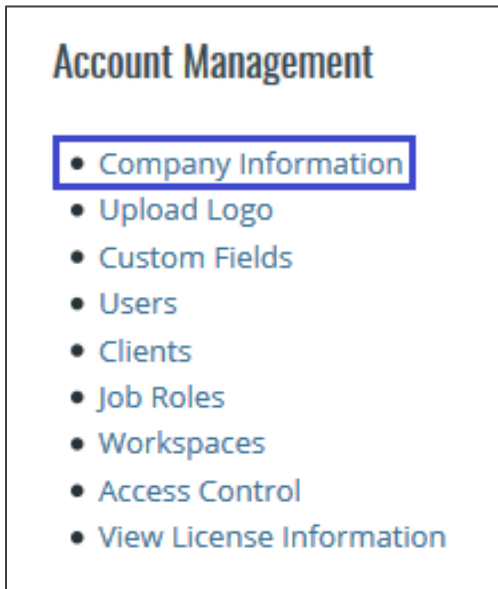 Account Management
• Company Information
• Upload Logo
• Custom Fields
• Users
• Clients
• Job Roles
• Workspaces
• Access Control
• View License Information